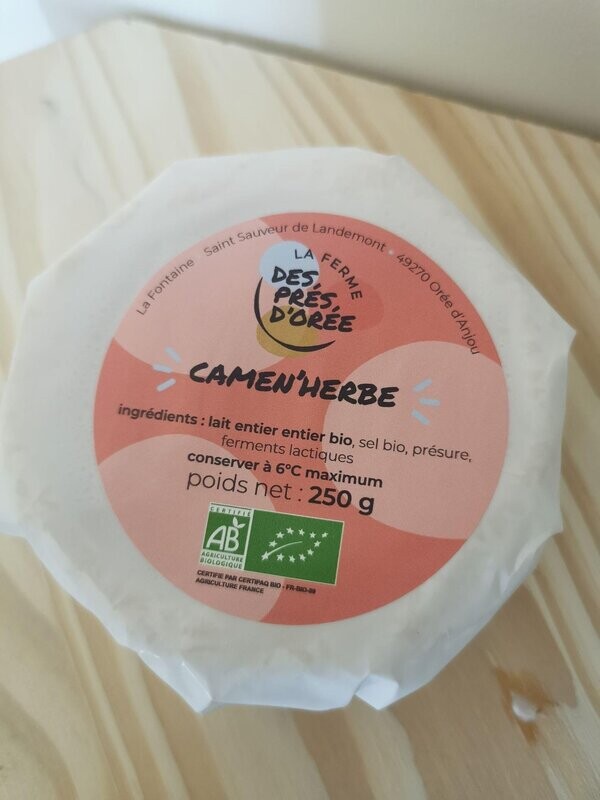 La Fontaine Saint Sauveur de Landemont • 49270 Orée d'Anjou
LA FERME
DES
PRÉS
D'ORÉE
CAMEN'HERBE
ingrédients : lait entier entier bio, sel bio, présure,
ferments lactiques
conserver à 6°C maximum
poids net : 250 g
CERTIFIÉ
AB
AGRICULTURE
BIOLOGIQUE
CERTIFIÉ PAR CERTIPAQ BIO - FR-BIO-09
AGRICULTURE FRANCE